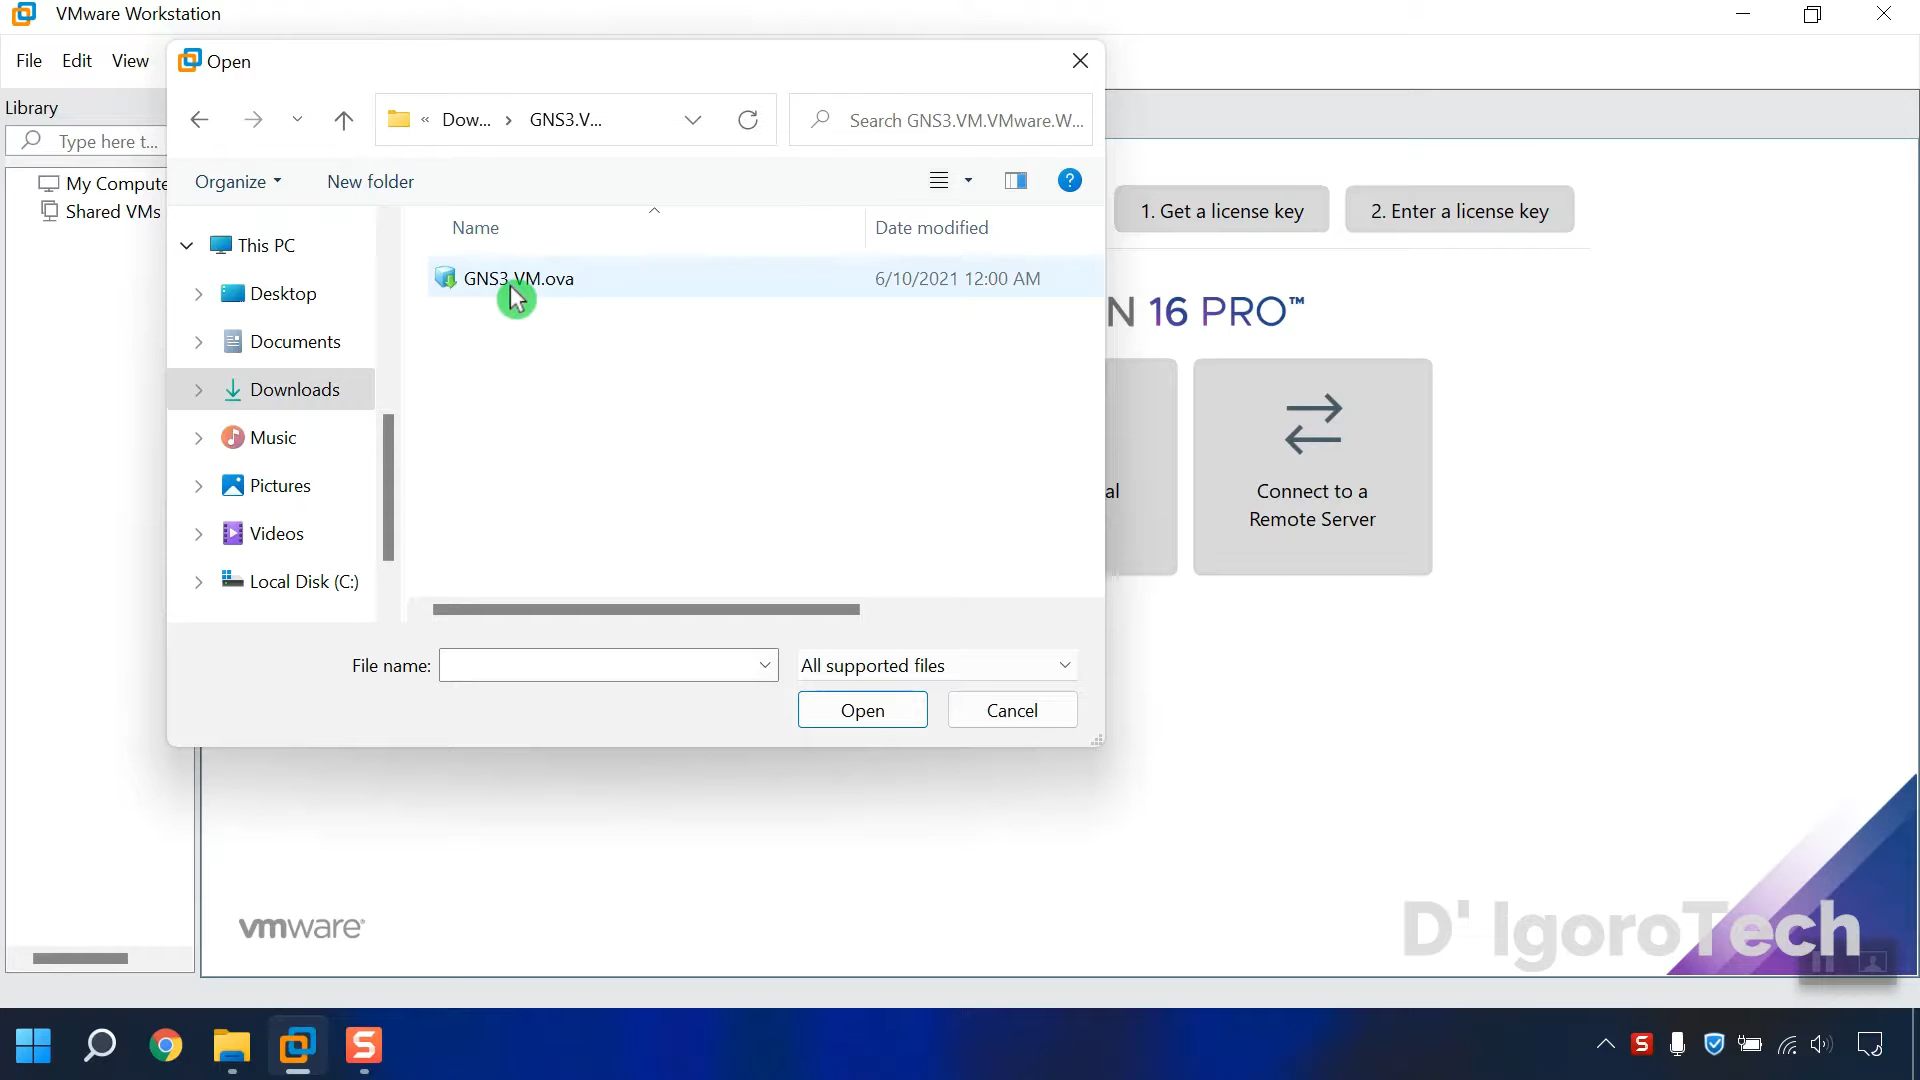 VMware Workstation
File Edit View
Open
Library
Dow... GNS3.V...
Search GNS3.VM.VMware.W...
Type here t...
Organize New folder
?
My Compute
Shared VMs
This PC
Desktop
Documents
Downloads
Music
Pictures
Videos
Local Disk (C:)
Name Date modified
GNS3 VM.ova 6/10/2021 12:00 AM
File name: All supported files
Open Cancel
1. Get a license key 2. Enter a license key
N 16 PRO™
al
Connect to a
Remote Server
vmware®
D' IgoroTech
S
S